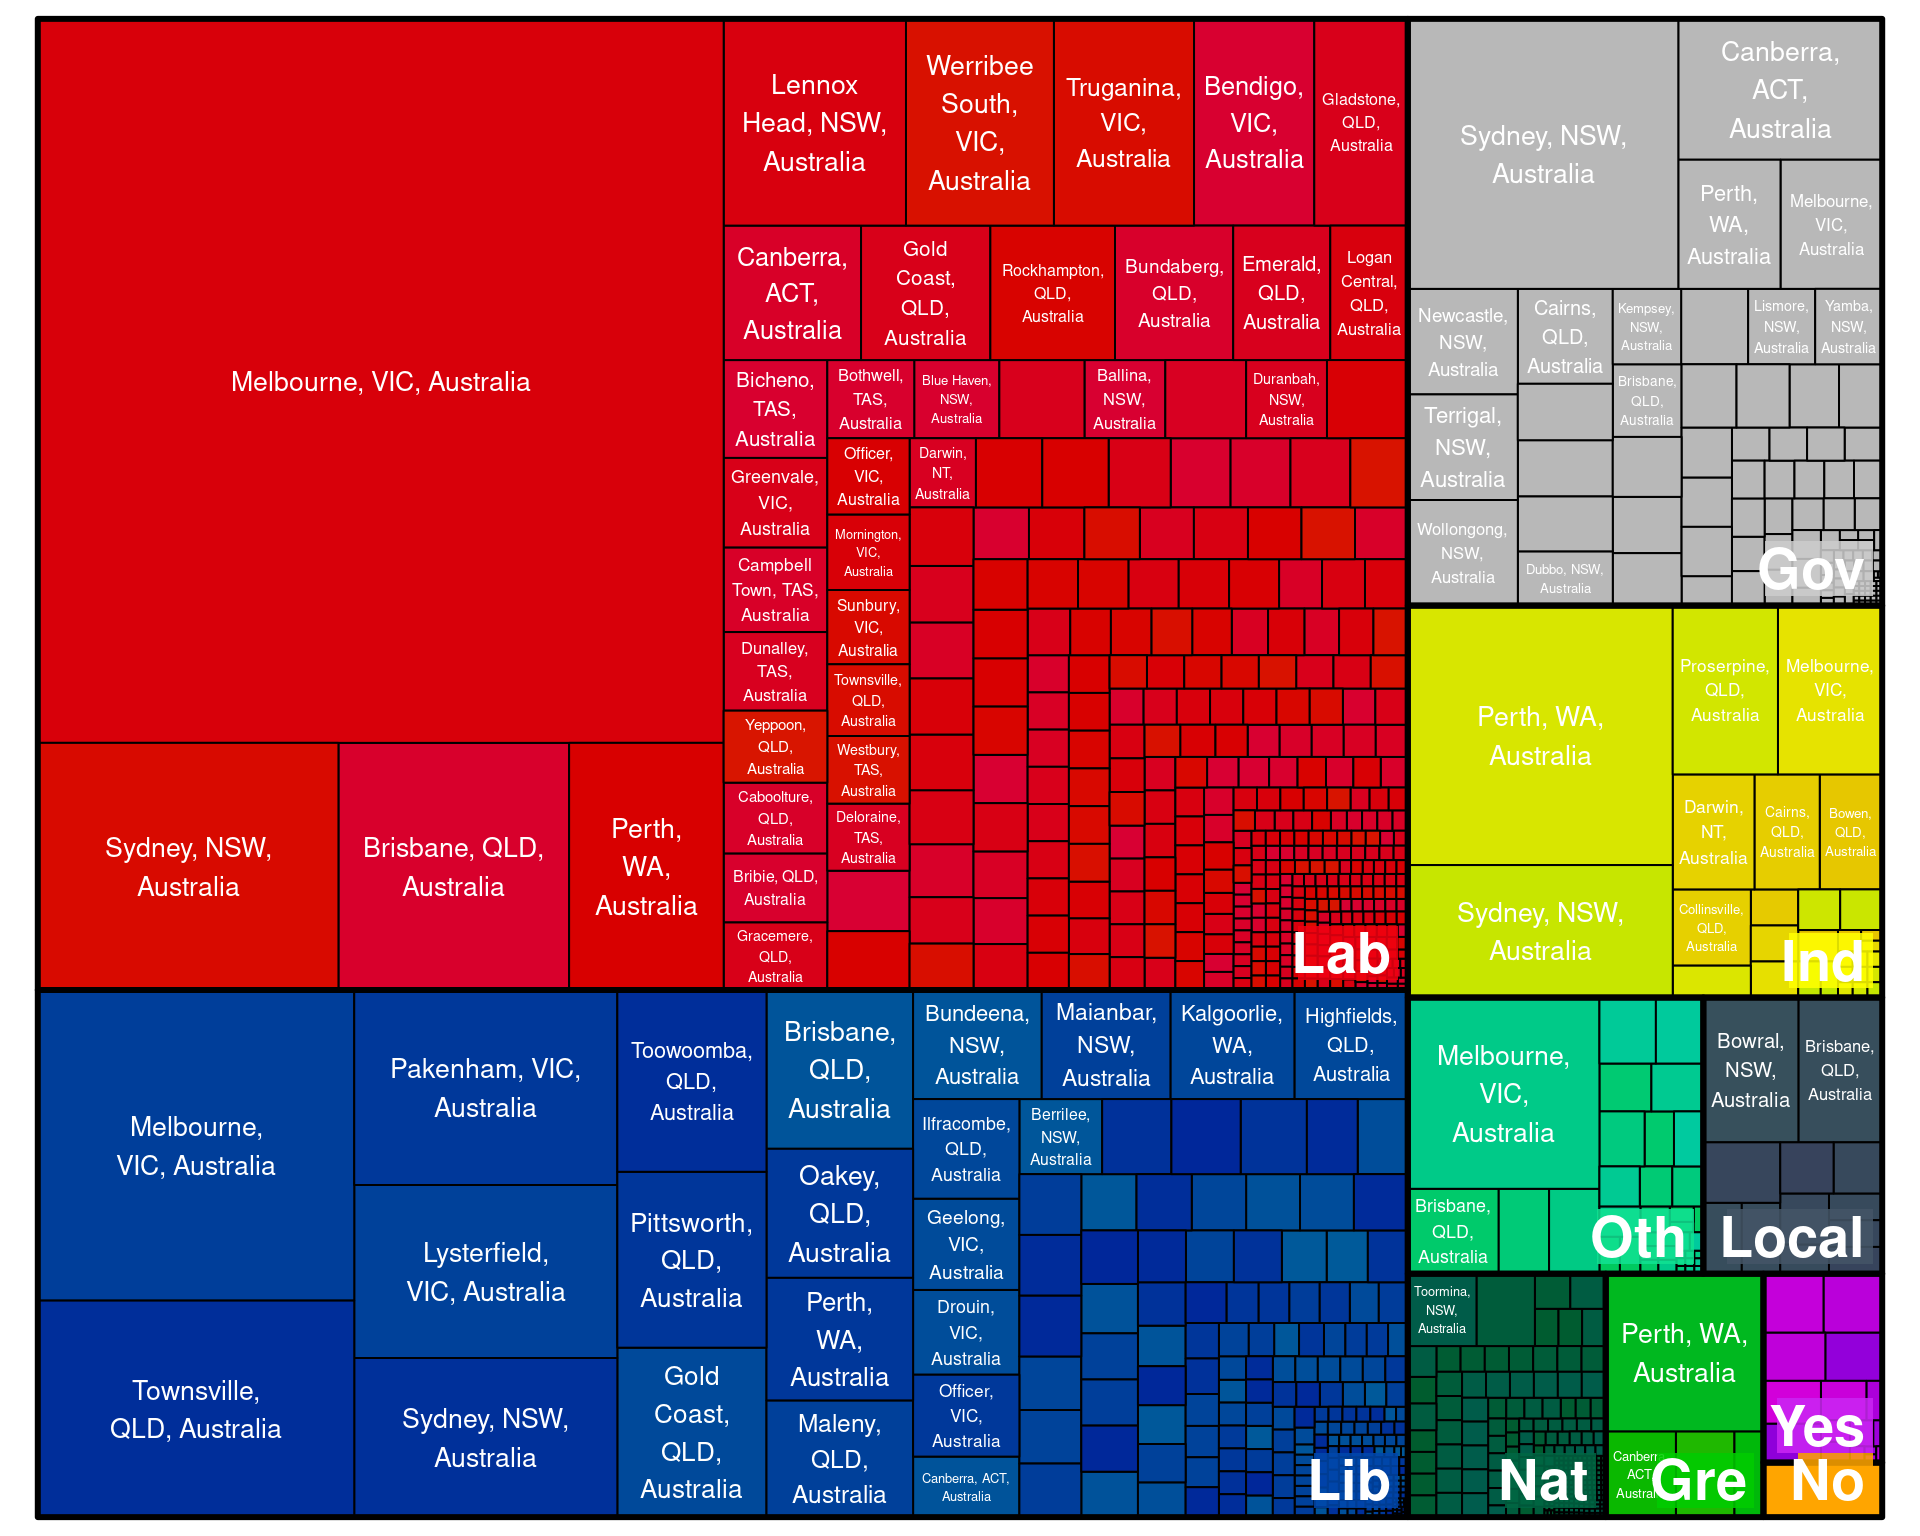 Melbourne, VIC, Australia
Sydney, NSW,
Australia
Brisbane, QLD,
Australia
Perth,
WA,
Australia
Lennox
Head, NSW,
Australia
Werribee
South,
VIC,
Australia
Truganina,
VIC,
Australia
Bendigo,
VIC,
Australia
Gladstone,
QLD,
Australia
Canberra,
ACT,
Australia
Gold
Coast,
QLD,
Australia
Rockhampton,
QLD,
Australia
Bundaberg,
QLD,
Australia
Emerald,
QLD,
Australia
Logan
Central,
QLD,
Australia
Bicheno,
TAS,
Australia
Greenvale,
VIC,
Australia
Campbell
Town, TAS,
Australia
Dunalley,
TAS,
Australia
Yeppoon,
QLD,
Australia
Caboolture,
QLD,
Australia
Bribie, QLD,
Australia
Gracemere,
QLD,
Australia
Bothwell,
TAS,
Australia
Officer,
VIC,
Australia
Mornington,
VIC,
Australia
Sunbury,
VIC,
Australia
Townsville,
QLD,
Australia
Westbury,
TAS,
Australia
Deloraine,
TAS,
Australia
Blue Haven,
NSW,
Australia
Ballina,
NSW,
Australia
Duranbah,
NSW,
Australia
Darwin,
NT,
Australia
Lab
Sydney, NSW,
Australia
Canberra,
ACT,
Australia
Perth,
WA,
Australia
Melbourne,
VIC,
Australia
Newcastle,
NSW,
Australia
Terrigal,
NSW,
Australia
Wollongong,
NSW,
Australia
Cairns,
QLD,
Australia
Dubbo, NSW,
Australia
Kempsey,
NSW,
Australia
Brisbane,
QLD,
Australia
Lismore,
NSW,
Australia
Yamba,
NSW,
Australia
Gov
Perth, WA,
Australia
Sydney, NSW,
Australia
Proserpine,
QLD,
Australia
Melbourne,
VIC,
Australia
Darwin,
NT,
Australia
Cairns,
QLD,
Australia
Bowen,
QLD,
Australia
Collinsville,
QLD,
Australia
Ind
Melbourne,
VIC, Australia
Townsville,
QLD, Australia
Pakenham, VIC,
Australia
Lysterfield,
VIC, Australia
Sydney, NSW,
Australia
Toowoomba,
QLD,
Australia
Pittsworth,
QLD,
Australia
Gold
Coast,
QLD,
Australia
Brisbane,
QLD,
Australia
Oakey,
QLD,
Australia
Perth,
WA,
Australia
Maleny,
QLD,
Australia
Bundeena,
NSW,
Australia
Maianbar,
NSW,
Australia
Kalgoorlie,
WA,
Australia
Highfields,
QLD,
Australia
Ilfracombe,
QLD,
Australia
Geelong,
VIC,
Australia
Drouin,
VIC,
Australia
Officer,
VIC,
Australia
Canberra, ACT,
Australia
Berrilee,
NSW,
Australia
Lib
Melbourne,
VIC,
Australia
Brisbane,
QLD,
Australia
Oth
Bowral,
NSW,
Australia
Brisbane,
QLD,
Australia
Local
Toormina,
NSW,
Australia
Nat
Perth, WA,
Australia
Canberra,
ACT,
Australia
Gre
Yes
No